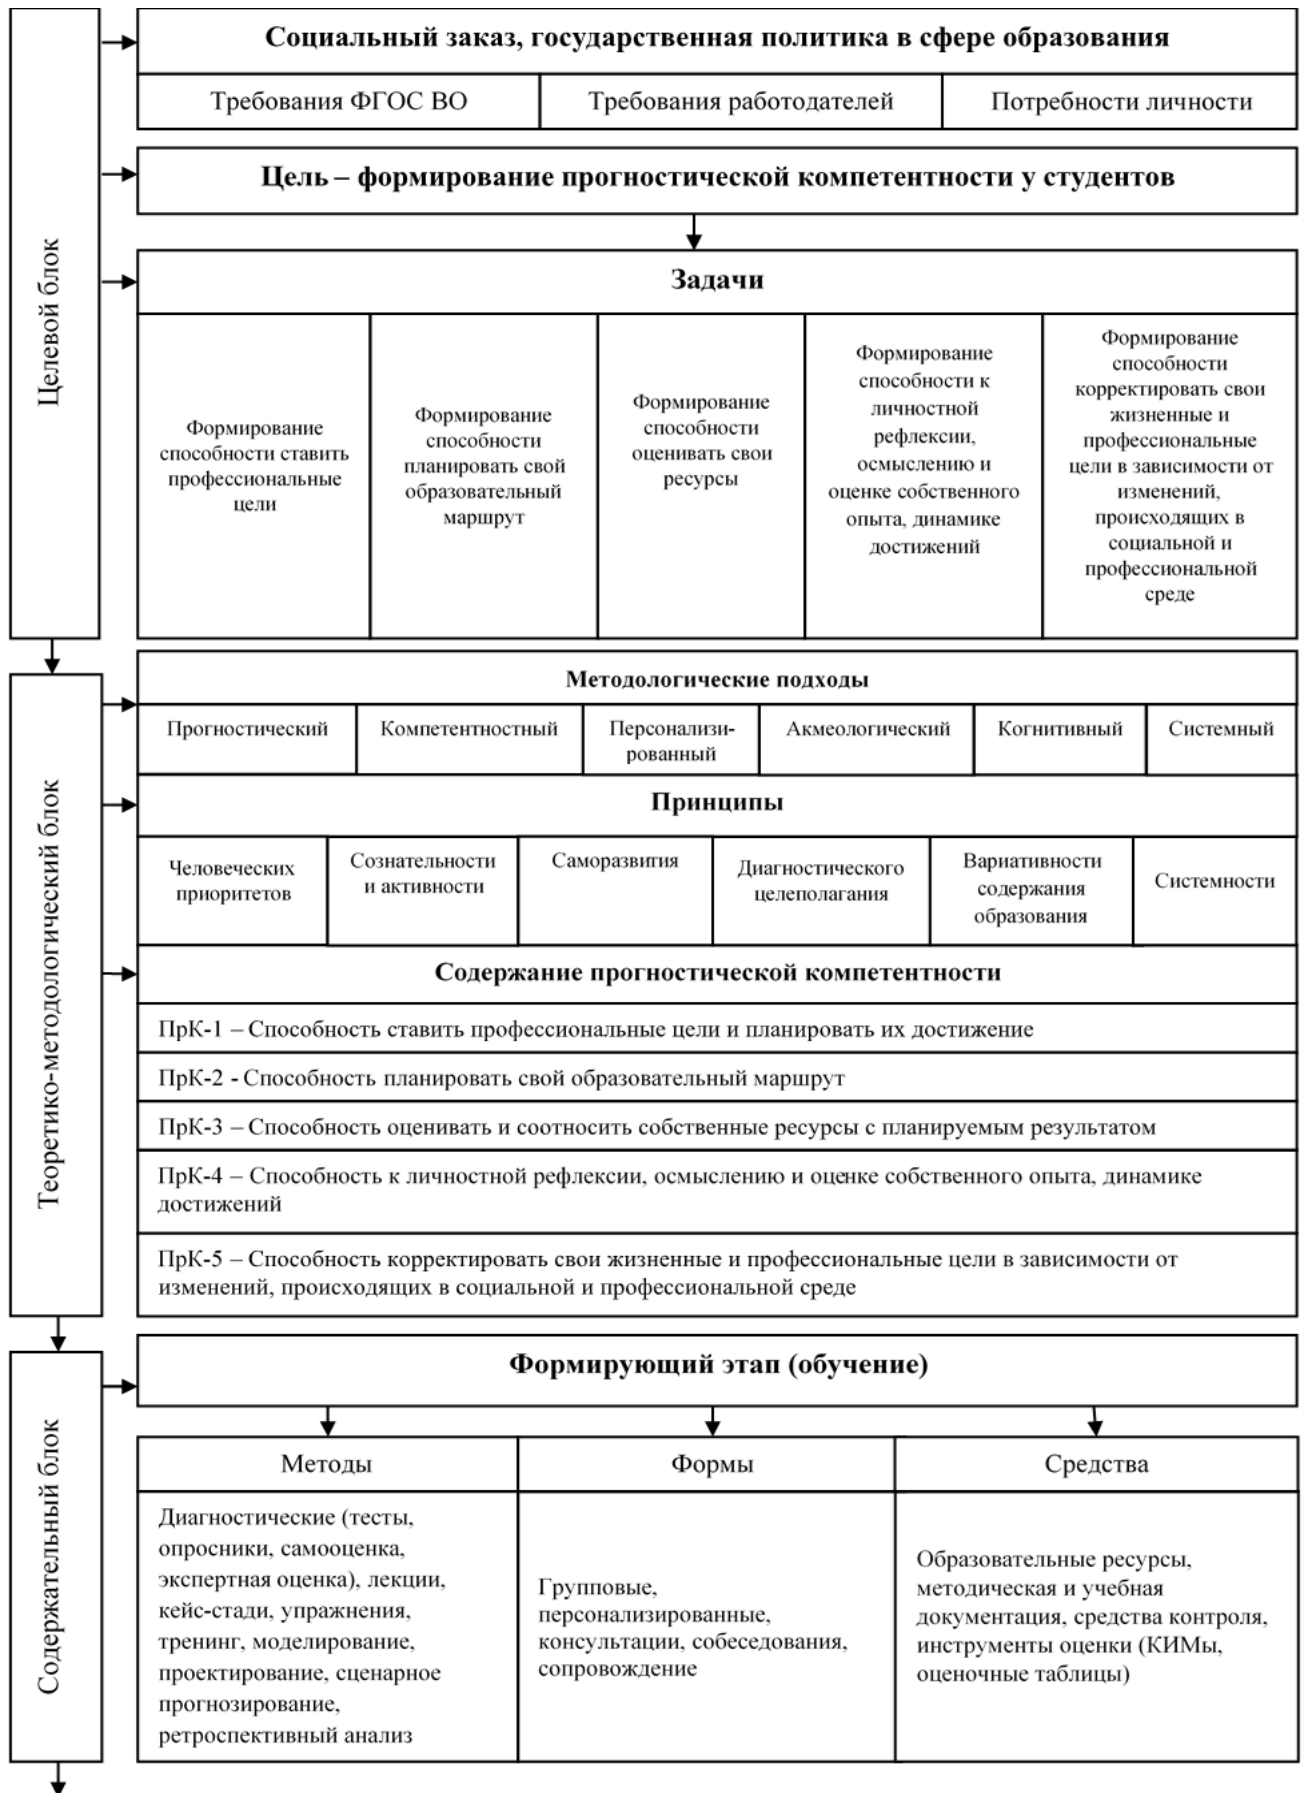 Целевой блок
Социальный заказ, государственная политика в сфере образования
Требования ФГОС ВО
Требования работодателей
Потребности личности
Цель – формирование прогностической компетентности у студентов
Задачи
Формирование
способности ставить
профессиональные
цели
Формирование
способности
планировать свой
образовательный
маршрут
Формирование
способности
оценивать свои
ресурсы
Формирование
способности к
личностной
рефлексии,
осмыслению и
оценке собственного
опыта, динамике
достижений
Формирование
способности
корректировать свои
жизненные и
профессиональные
цели в зависимости от
изменений,
происходящих в
социальной и
профессиональной
среде
Теоретико-методологический блок
Методологические подходы
Прогностический
Компетентностный
Персонализи-
рованный
Акмеологический
Когнитивный
Системный
Принципы
Человеческих
приоритетов
Сознательности
и активности
Саморазвития
Диагностического
целеполагания
Вариативности
содержания
образования
Системности
Содержание прогностической компетентности
ПрК-1 – Способность ставить профессиональные цели и планировать их достижение
ПрК-2 - Способность планировать свой образовательный маршрут
ПрК-3 – Способность оценивать и соотносить собственные ресурсы с планируемым результатом
ПрК-4 – Способность к личностной рефлексии, осмыслению и оценке собственного опыта, динамике
достижений
ПрК-5 – Способность корректировать свои жизненные и профессиональные цели в зависимости от
изменений, происходящих в социальной и профессиональной среде
Содержательный блок
Формирующий этап (обучение)
Методы
Формы
Средства
Диагностические (тесты,
опросники, самооценка,
экспертная оценка), лекции,
кейс-стади, упражнения,
тренинг, моделирование,
проектирование, сценарное
прогнозирование,
ретроспективный анализ
Групповые,
персонализированные,
консультации, собеседования,
сопровождение
Образовательные ресурсы,
методическая и учебная
документация, средства контроля,
инструменты оценки (КИМы,
оценочные таблицы)